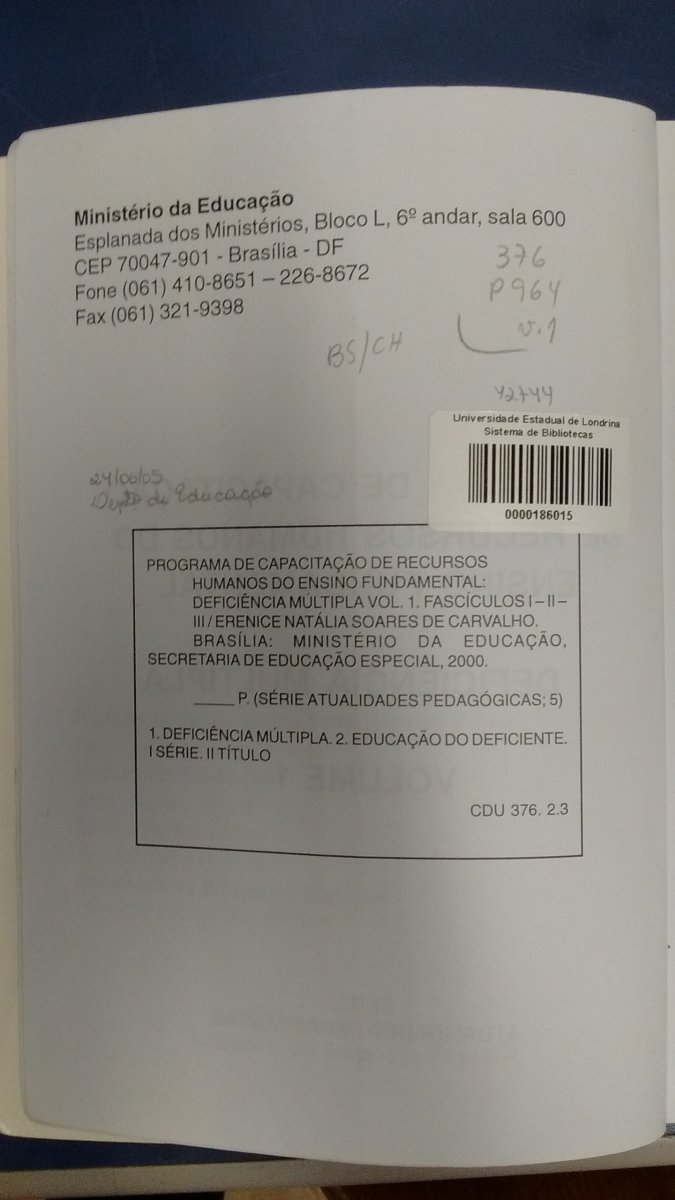 Ministério da Educação
Esplanada dos Ministérios, Bloco L, 6º andar, sala 600
CEP 70047-901 - Brasília - DF
Fone (061) 410-8651 – 226-8672
Fax (061) 321-9398
376
P964
v.1
BS/CH
42744
Universidade Estadual de Londrina
Sistema de Bibliotecas
0000186015
24/06/05
Depto de Educação
PROGRAMA DE CAPACITAÇÃO DE RECURSOS
HUMANOS DO ENSINO FUNDAMENTAL:
DEFICIÊNCIA MÚLTIPLA VOL. 1. FASCÍCULOS I – II –
III / ERENICE NATÁLIA SOARES DE CARVALHO.
BRASÍLIA: MINISTÉRIO DA EDUCAÇÃO,
SECRETARIA DE EDUCAÇÃO ESPECIAL, 2000.
_____ P. (SÉRIE ATUALIDADES PEDAGÓGICAS; 5)
1. DEFICIÊNCIA MÚLTIPLA. 2. EDUCAÇÃO DO DEFICIENTE.
I SÉRIE. II TÍTULO
CDU 376. 2.3